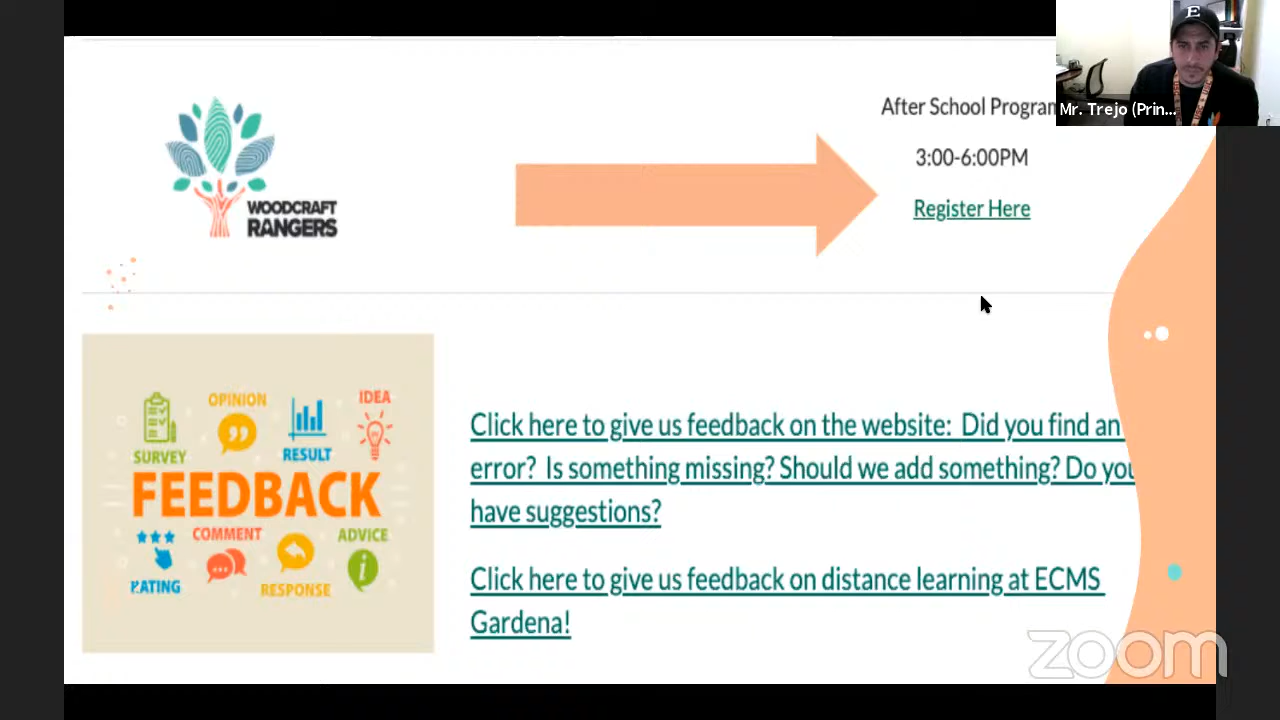 E
Mr. Trejo (Prin...
After School Program
3:00-6:00PM
Register Here
WOODCRAFT
RANGERS
OPINION
IDEA
SURVEY
RESULT
FEEDBACK
COMMENT
ADVICE
RATING
RESPONSE
Click here to give us feedback on the website: Did you find an
error? Is something missing? Should we add something? Do you
have suggestions?
Click here to give us feedback on distance learning at ECMS
Gardena!
zoom